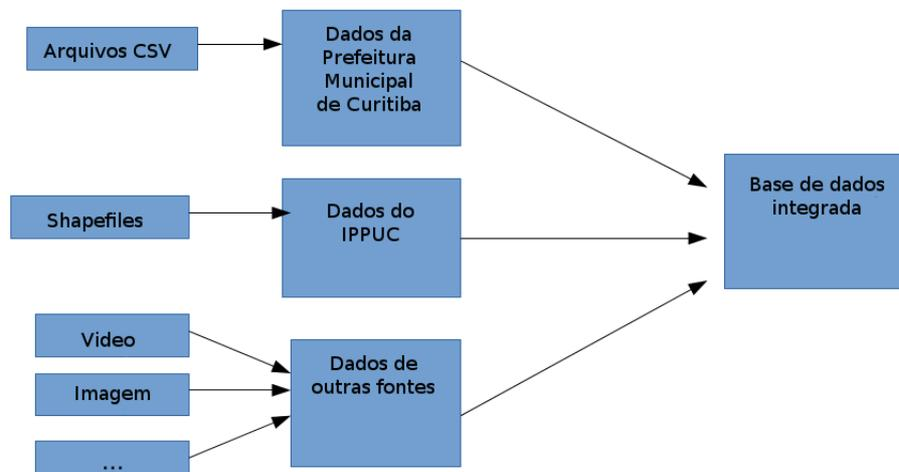 Arquivos CSV
Dados da
Prefeitura
Municipal
de Curitiba
Shapefiles
Dados do
IPPUC
Base de dados
integrada
Video
Imagem
...
Dados de
outras fontes